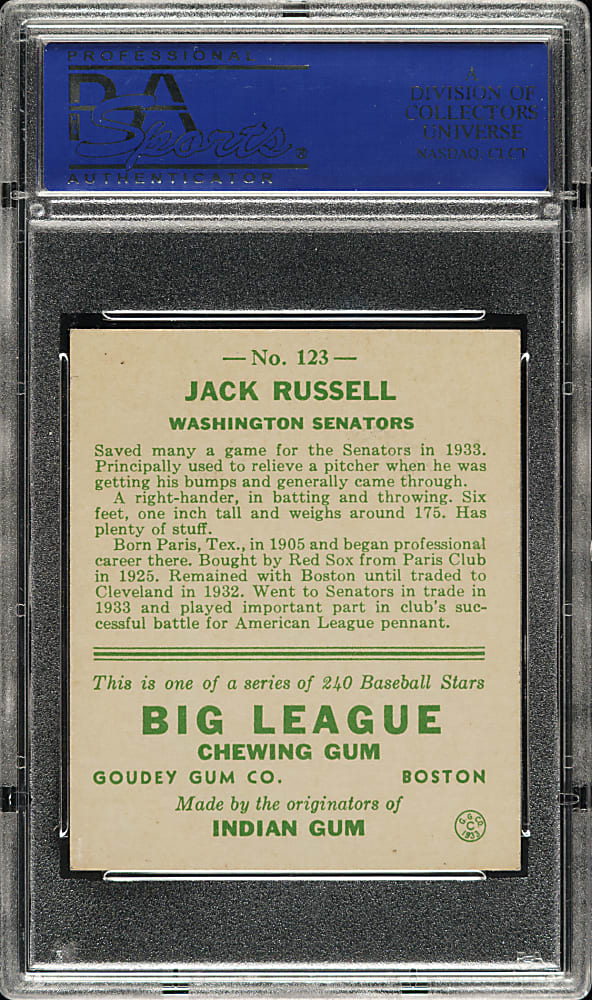 PROFESSIONAL
PSA
Sports®
AUTHENTICATOR
A
DIVISION OF
COLLECTORS
UNIVERSE
NASDAQ: CLCT
— No. 123 —
JACK RUSSELL
WASHINGTON SENATORS
Saved many a game for the Senators in 1933.
Principally used to relieve a pitcher when he was
getting his bumps and generally came through.
A right-hander, in batting and throwing. Six
feet, one inch tall and weighs around 175. Has
plenty of stuff.
Born Paris, Tex., in 1905 and began professional
career there. Bought by Red Sox from Paris Club
in 1925. Remained with Boston until traded to
Cleveland in 1932. Went to Senators in trade in
1933 and played important part in club's suc-
cessful battle for American League pennant.
This is one of a series of 240 Baseball Stars
BIG LEAGUE
CHEWING GUM
GOUDEY GUM CO. BOSTON
Made by the originators of
INDIAN GUM
G.G.CO.
C
1933